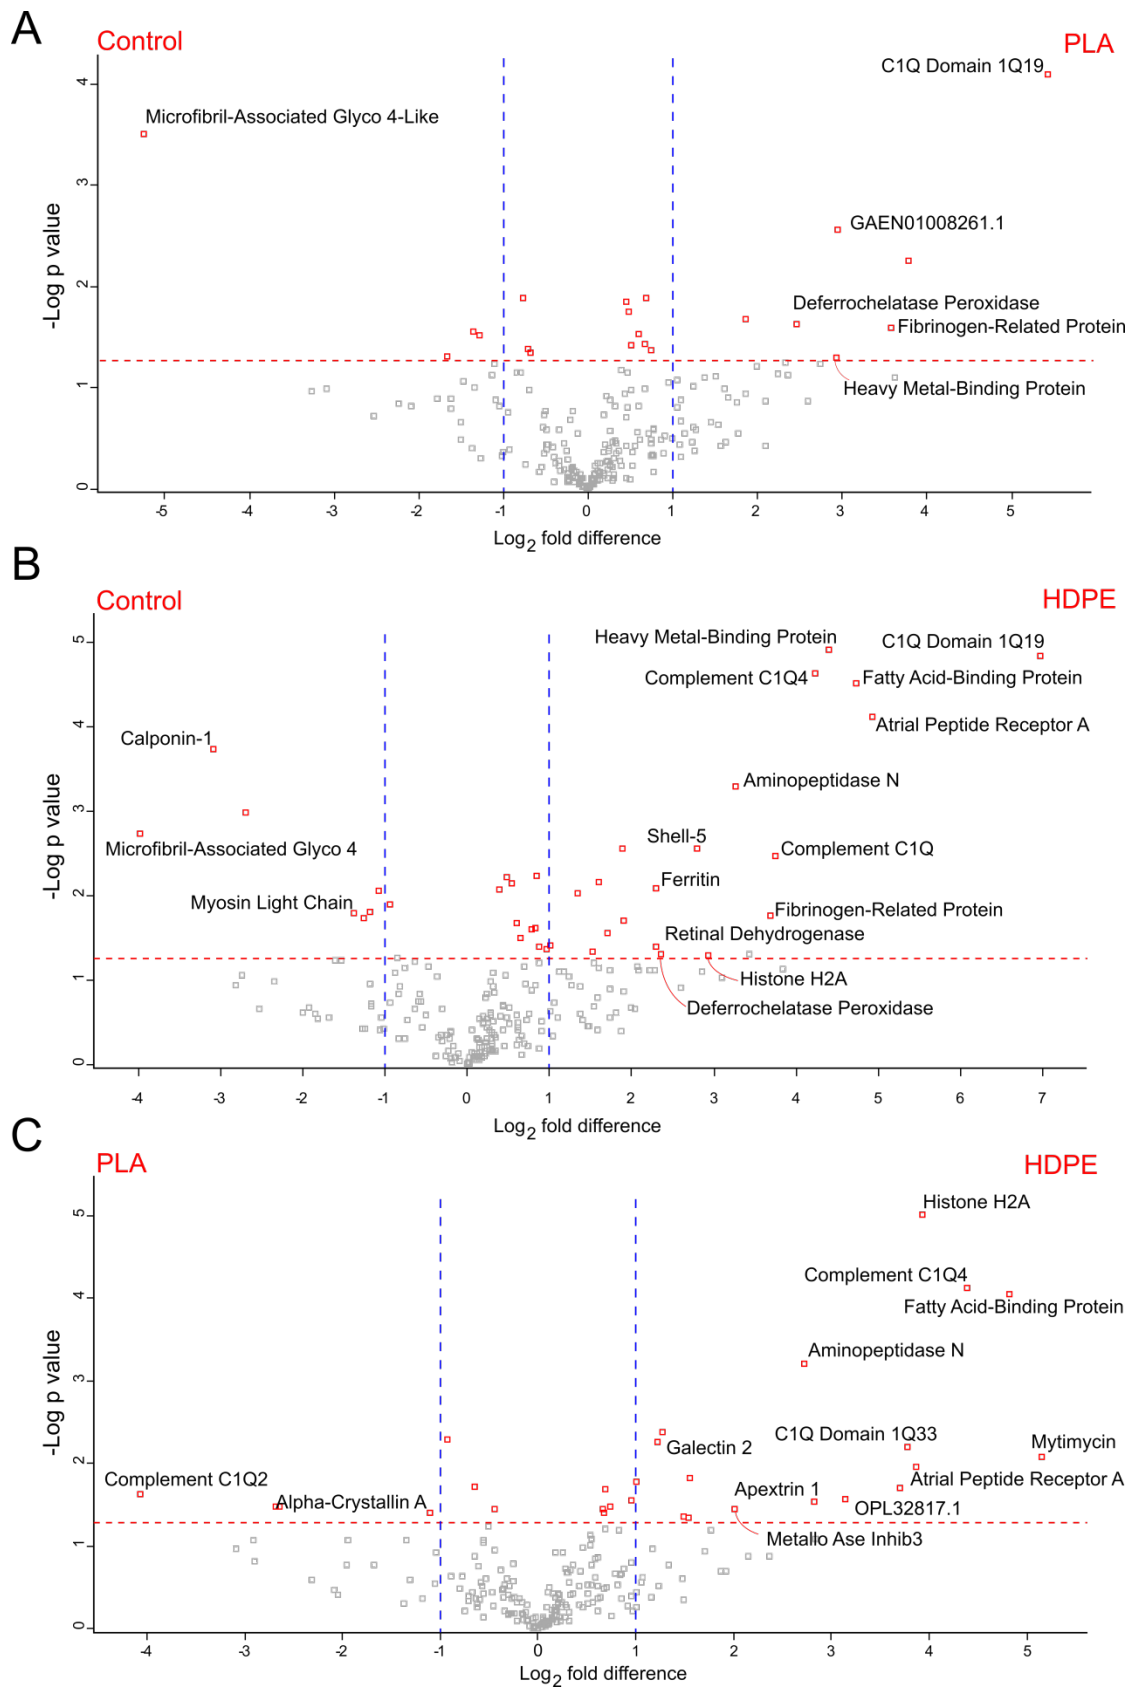 A
Control
PLA
C1Q Domain 1Q19
Microfibril-Associated Glyco 4-Like
GAEN01008261.1
Deferrochelatase Peroxidase
Fibrinogen-Related Protein
Heavy Metal-Binding Protein
-Log p value
4
3
2
1
0
-5 -4 -3 -2 -1 0 1 2 3 4 5
Log2 fold difference
B
Control
HDPE
Heavy Metal-Binding Protein
C1Q Domain 1Q19
Complement C1Q4
Fatty Acid-Binding Protein
Atrial Peptide Receptor A
Calponin-1
Aminopeptidase N
Shell-5
Microfibril-Associated Glyco 4
Complement C1Q
Ferritin
Myosin Light Chain
Fibrinogen-Related Protein
Retinal Dehydrogenase
Histone H2A
Deferrochelatase Peroxidase
-Log p value
5
4
3
2
1
0
-4 -3 -2 -1 0 1 2 3 4 5 6 7
Log2 fold difference
C
PLA
HDPE
Histone H2A
Complement C1Q4
Fatty Acid-Binding Protein
Aminopeptidase N
C1Q Domain 1Q33
Mytimycin
Galectin 2
Complement C1Q2
Atrial Peptide Receptor A
Apextrin 1
Alpha-Crystallin A
OPL32817.1
Metallo Ase Inhib3
-Log p value
5
4
3
2
1
0
-4 -3 -2 -1 0 1 2 3 4 5
Log2 fold difference